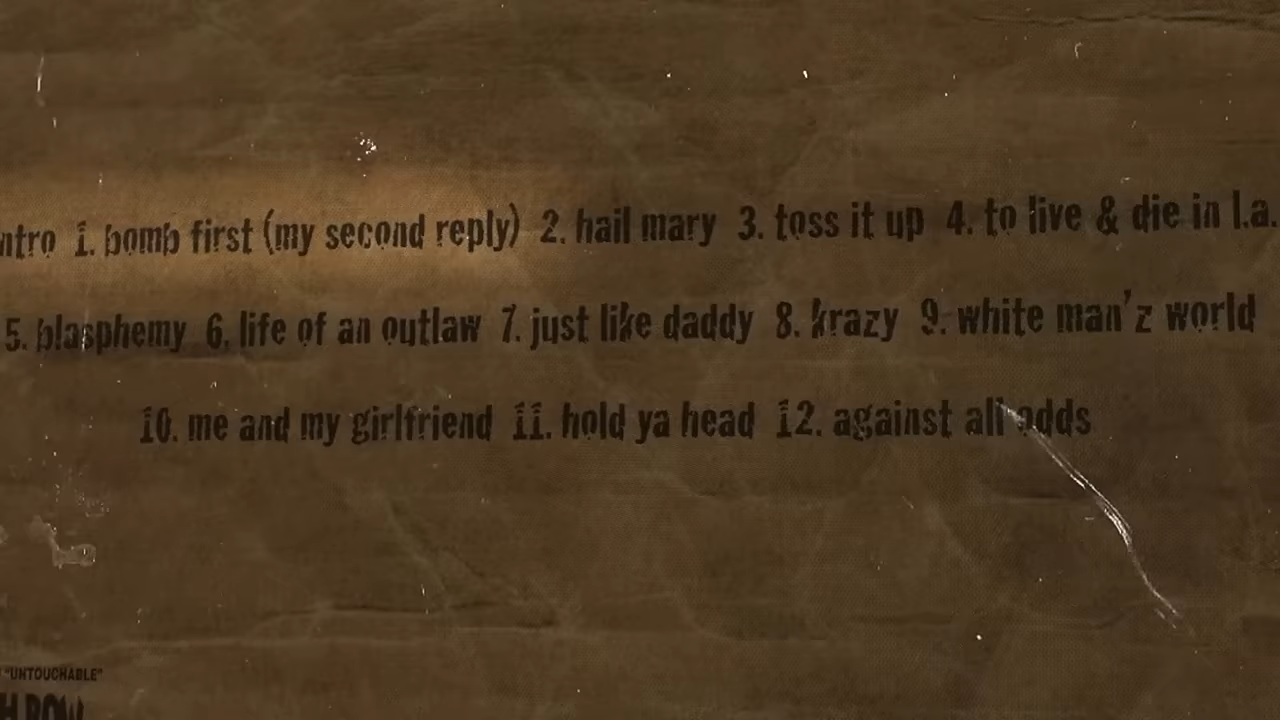 ntro 1. bomb first (my second reply) 2. hail mary 3. toss it up 4. to live & die in l.a.
5. blasphemy 6. life of an outlaw 7. just like daddy 8. krazy 9. white man'z world
10. me and my girlfriend 11. hold ya head 12. against all odds
"UNTOUCHABLE"
H ROW